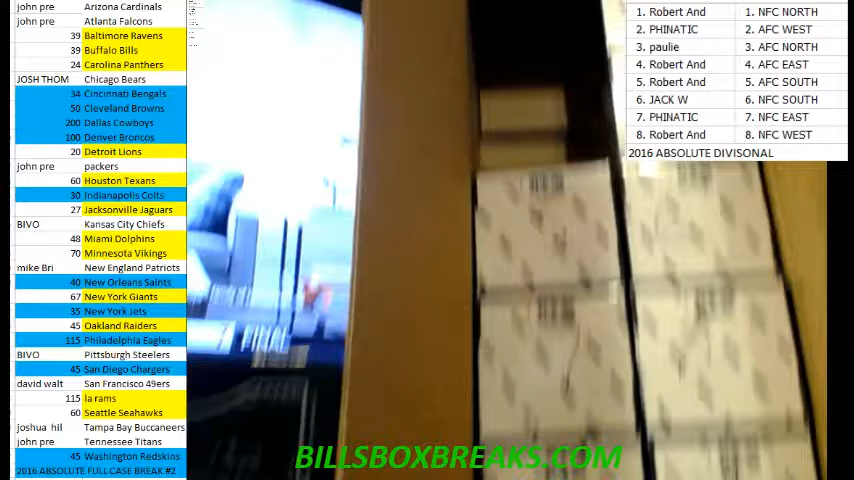 john pre Arizona Cardinals
john pre Atlanta Falcons
39 Baltimore Ravens
39 Buffalo Bills
24 Carolina Panthers
JOSH THOM Chicago Bears
34 Cincinnati Bengals
50 Cleveland Browns
200 Dallas Cowboys
100 Denver Broncos
20 Detroit Lions
john pre packers
60 Houston Texans
30 Indianapolis Colts
27 Jacksonville Jaguars
BIVO Kansas City Chiefs
48 Miami Dolphins
70 Minnesota Vikings
mike Bri New England Patriots
40 New Orleans Saints
67 New York Giants
35 New York Jets
45 Oakland Raiders
115 Philadelphia Eagles
BIVO Pittsburgh Steelers
45 San Diego Chargers
david walt San Francisco 49ers
115 la rams
60 Seattle Seahawks
joshua hil Tampa Bay Buccaneers
john pre Tennessee Titans
45 Washington Redskins
2016 ABSOLUTE FULL CASE BREAK #2
1. Robert And 1. NFC NORTH
2. PHINATIC 2. AFC WEST
3. paulie 3. AFC NORTH
4. Robert And 4. AFC EAST
5. Robert And 5. AFC SOUTH
6. JACK W 6. NFC SOUTH
7. PHINATIC 7. NFC EAST
8. Robert And 8. NFC WEST
2016 ABSOLUTE DIVISONAL
FINAL
BILLSBOXBREAKS.COM